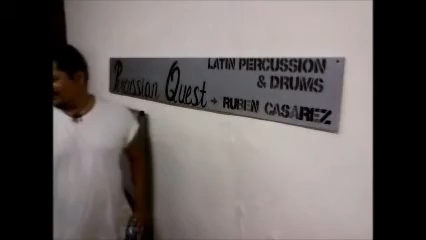 LATIN PERCUSSION
& DRUMS
Percussion Quest → RUBEN CASAREZ